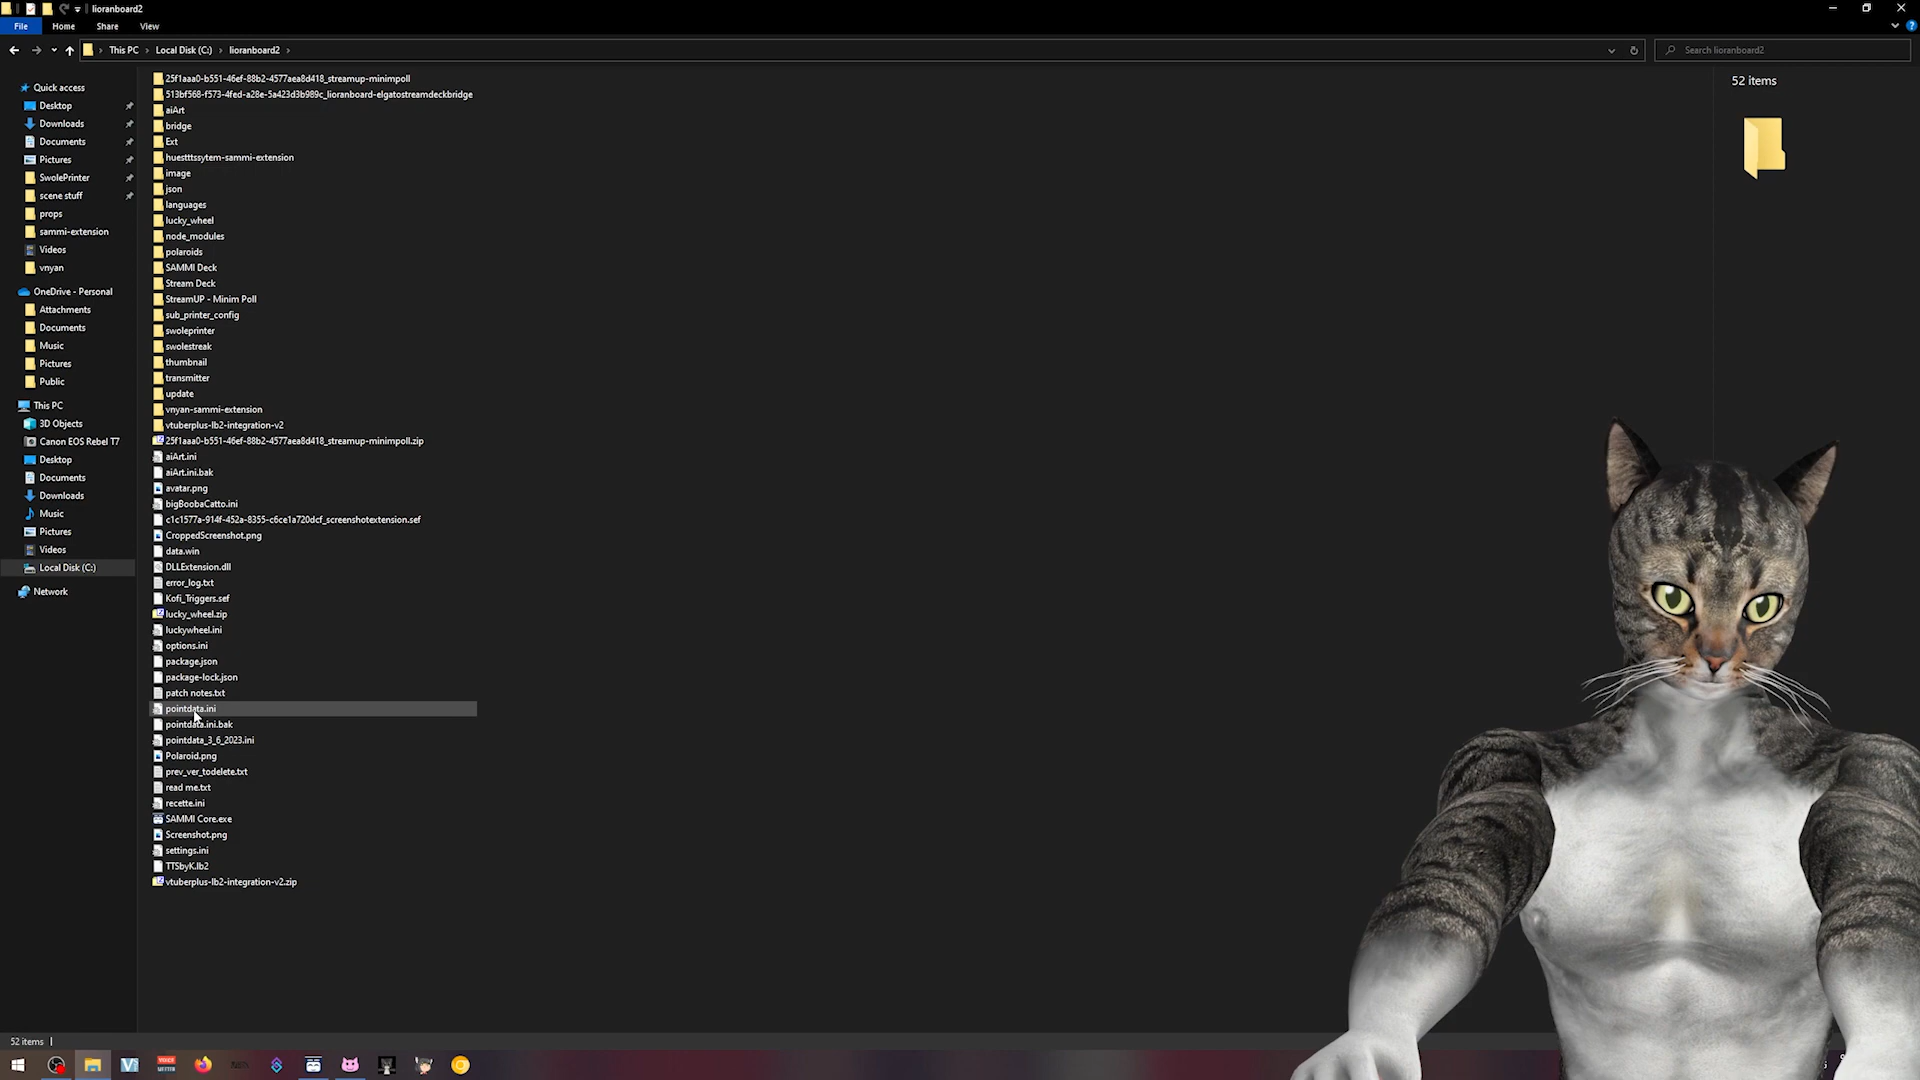 lioranboard2
File
Home
Share
View
This PC
Local Disk (C:)
lioranboard2
Search lioranboard2
Quick access
Desktop
Downloads
Documents
Pictures
SwolePrinter
scene stuff
props
sammi-extension
Videos
vnyan
OneDrive - Personal
Attachments
Documents
Music
Pictures
Public
This PC
3D Objects
Canon EOS Rebel T7
Desktop
Documents
Downloads
Music
Pictures
Videos
Local Disk (C:)
Network
25f1aaa0-b551-46ef-88b2-4577aea8d418_streamup-minimpoll
513bf568-f573-4fed-a28e-5a423d3b989c_lioranboard-elgatostreamdeckbridge
aiArt
bridge
Ext
huestttssytem-sammi-extension
image
json
languages
lucky_wheel
node_modules
polaroids
SAMMI Deck
Stream Deck
StreamUP - Minim Poll
sub_printer_config
swoleprinter
swolestreak
thumbnail
transmitter
update
vnyan-sammi-extension
vtuberplus-lb2-integration-v2
25f1aaa0-b551-46ef-88b2-4577aea8d418_streamup-minimpoll.zip
aiArt.ini
aiArt.ini.bak
avatar.png
bigBoobaCatto.ini
c1c1577a-914f-452a-8355-c6ce1a720dcf_screenshotextension.sef
CroppedScreenshot.png
data.win
DLLExtension.dll
error_log.txt
Kofi_Triggers.sef
lucky_wheel.zip
luckywheel.ini
options.ini
package.json
package-lock.json
patch notes.txt
pointdata.ini
pointdata.ini.bak
pointdata_3_6_2023.ini
Polaroid.png
prev_ver_todelete.txt
read me.txt
recette.ini
SAMMI Core.exe
Screenshot.png
settings.ini
TTSbyK.lb2
vtuberplus-lb2-integration-v2.zip
52 items
52 items